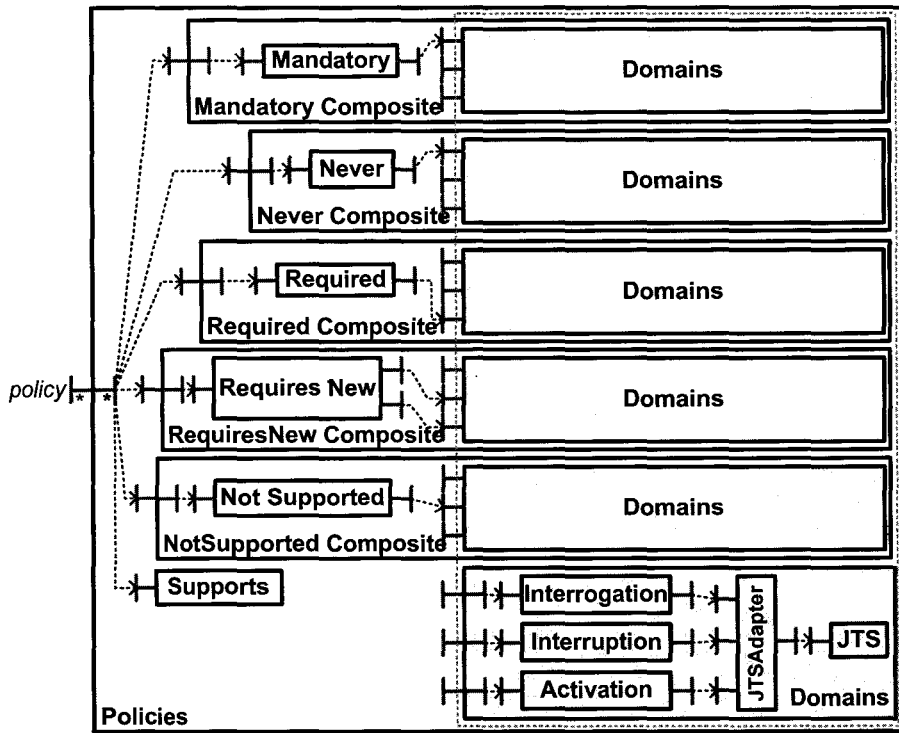 Mandatory
Domains
Mandatory Composite
Never
Domains
Never Composite
Required
Domains
Required Composite
policy
*
*
Requires New
Domains
RequiresNew Composite
Not Supported
Domains
NotSupported Composite
Supports
Interrogation
Interruption
Activation
JTSAdapter
JTS
Domains
Policies